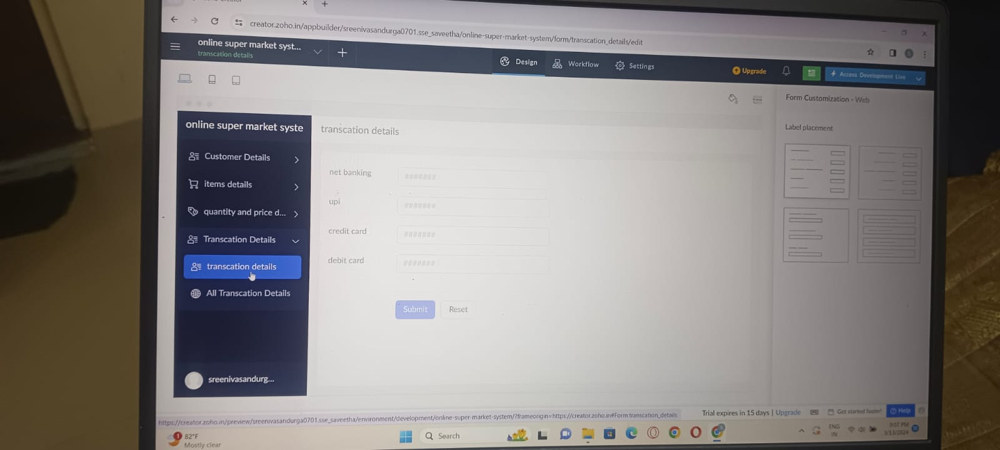 creator.zoho.in/appbuilder/sreenivasandurga0701.sse_saveetha/online-super-market-system/form/transcation_details/edit
online super market syst...
transcation details
Design
Workflow
Settings
Upgrade
Access Development Live
Form Customization - Web
Label placement
online super market syste
transcation details
Customer Details
items details
quantity and price d...
Transcation Details
transcation details
All Transcation Details
net banking
#######
upi
#######
credit card
#######
debit card
#######
Submit
Reset
sreenivasandurg...
https://creator.zoho.in/preview/sreenivasandurga0701.sse_saveetha/environment/development/online-super-market-system/?frameorigin=https://creator.zoho.in#Form:transcation_details
Trial expires in 15 days | Upgrade
Get started faster!
Help
1
82°F
Mostly clear
Search
ENG
IN
9:07 PM
3/13/2024